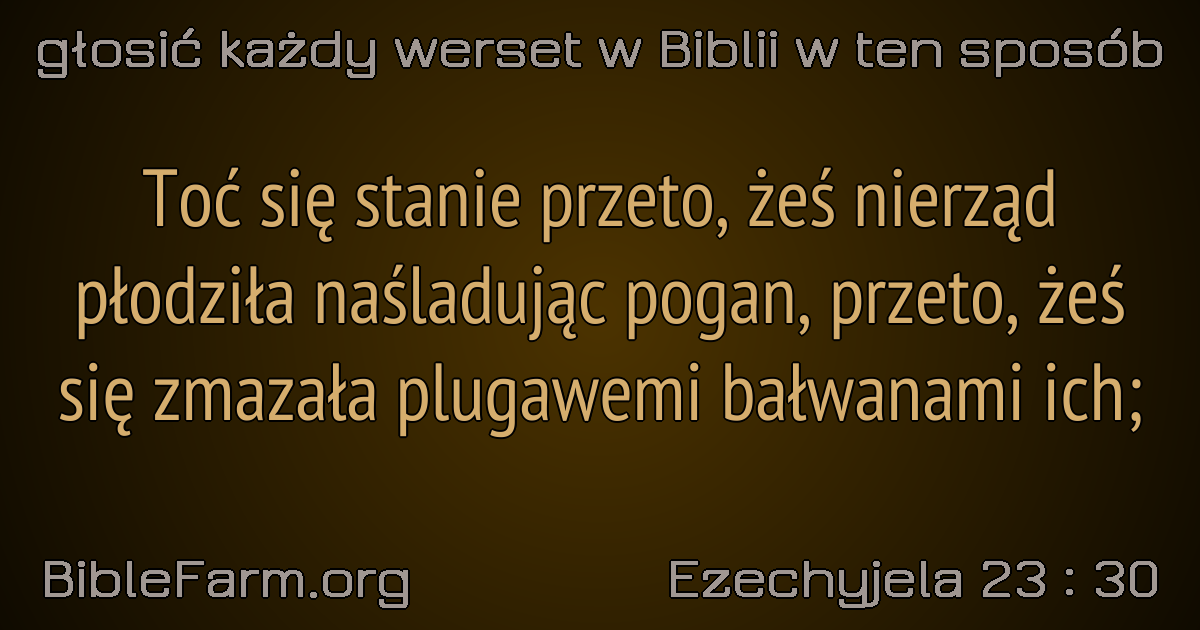 głosić każdy werset w Biblii w ten sposób
Toć się stanie przeto, żeś nierząd
płodziła naśladując pogan, przeto, żeś
się zmazała plugawemi bałwanami ich;
BibleFarm.org
Ezechyjela 23 : 30